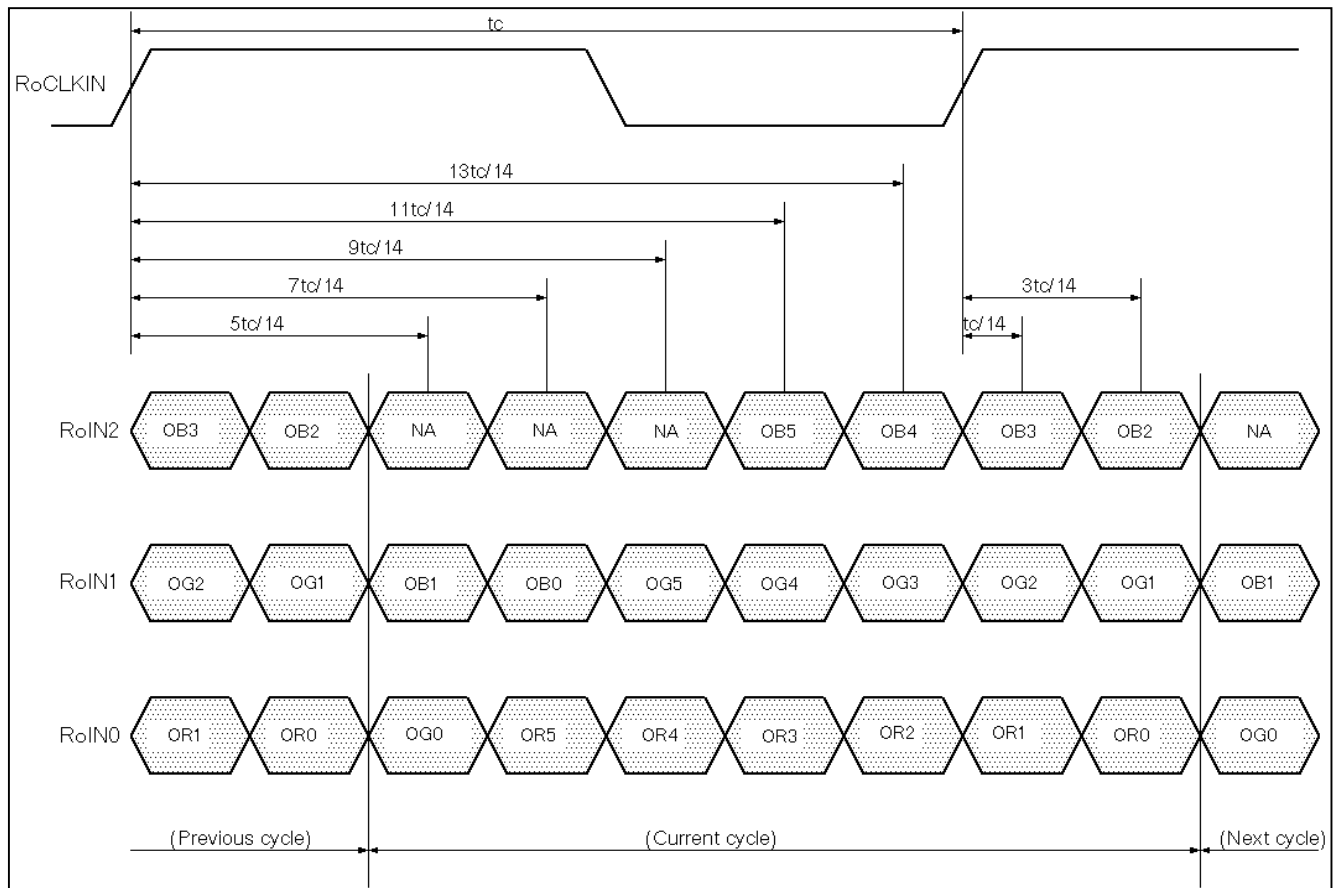 tc
RoCLKIN
13tc/14
11tc/14
9tc/14
7tc/14
3tc/14
5tc/14
tc/14
RoIN2 OB3 OB2 NA NA NA OB5 OB4 OB3 OB2 NA
RoIN1 OG2 OG1 OB1 OB0 OG5 OG4 OG3 OG2 OG1 OB1
RoIN0 OR1 OR0 OG0 OR5 OR4 OR3 OR2 OR1 OR0 OG0
(Previous cycle) (Current cycle) (Next cycle)